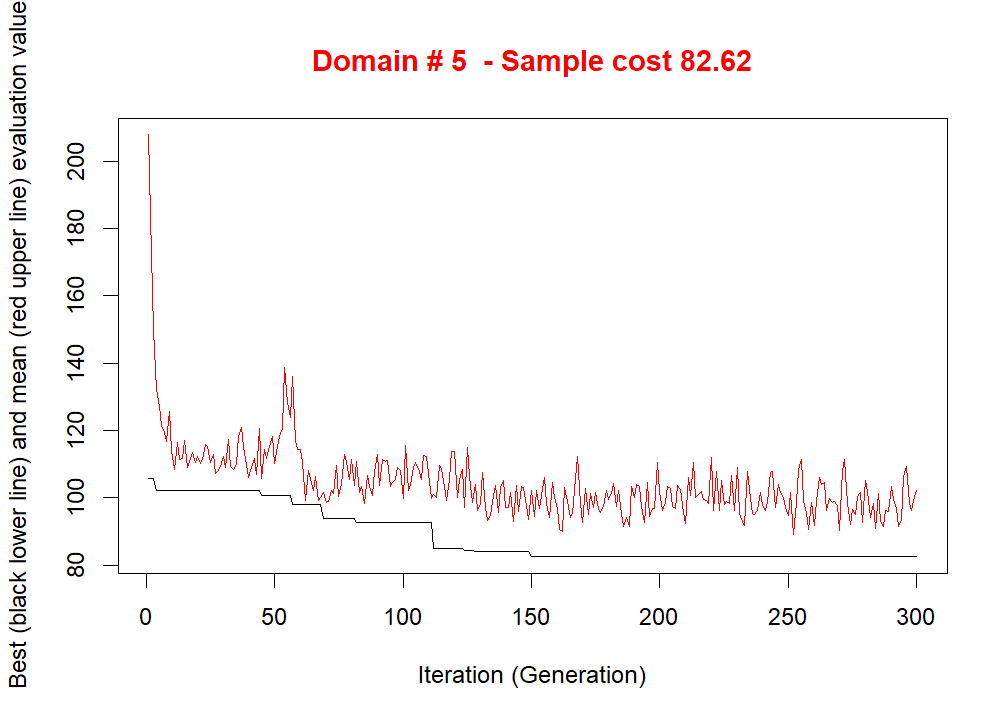 Domain # 5  - Sample cost 82.62
Best (black lower line) and mean (red upper line) evaluation value
200
180
160
140
120
100
80
0 50 100 150 200 250 300
Iteration (Generation)